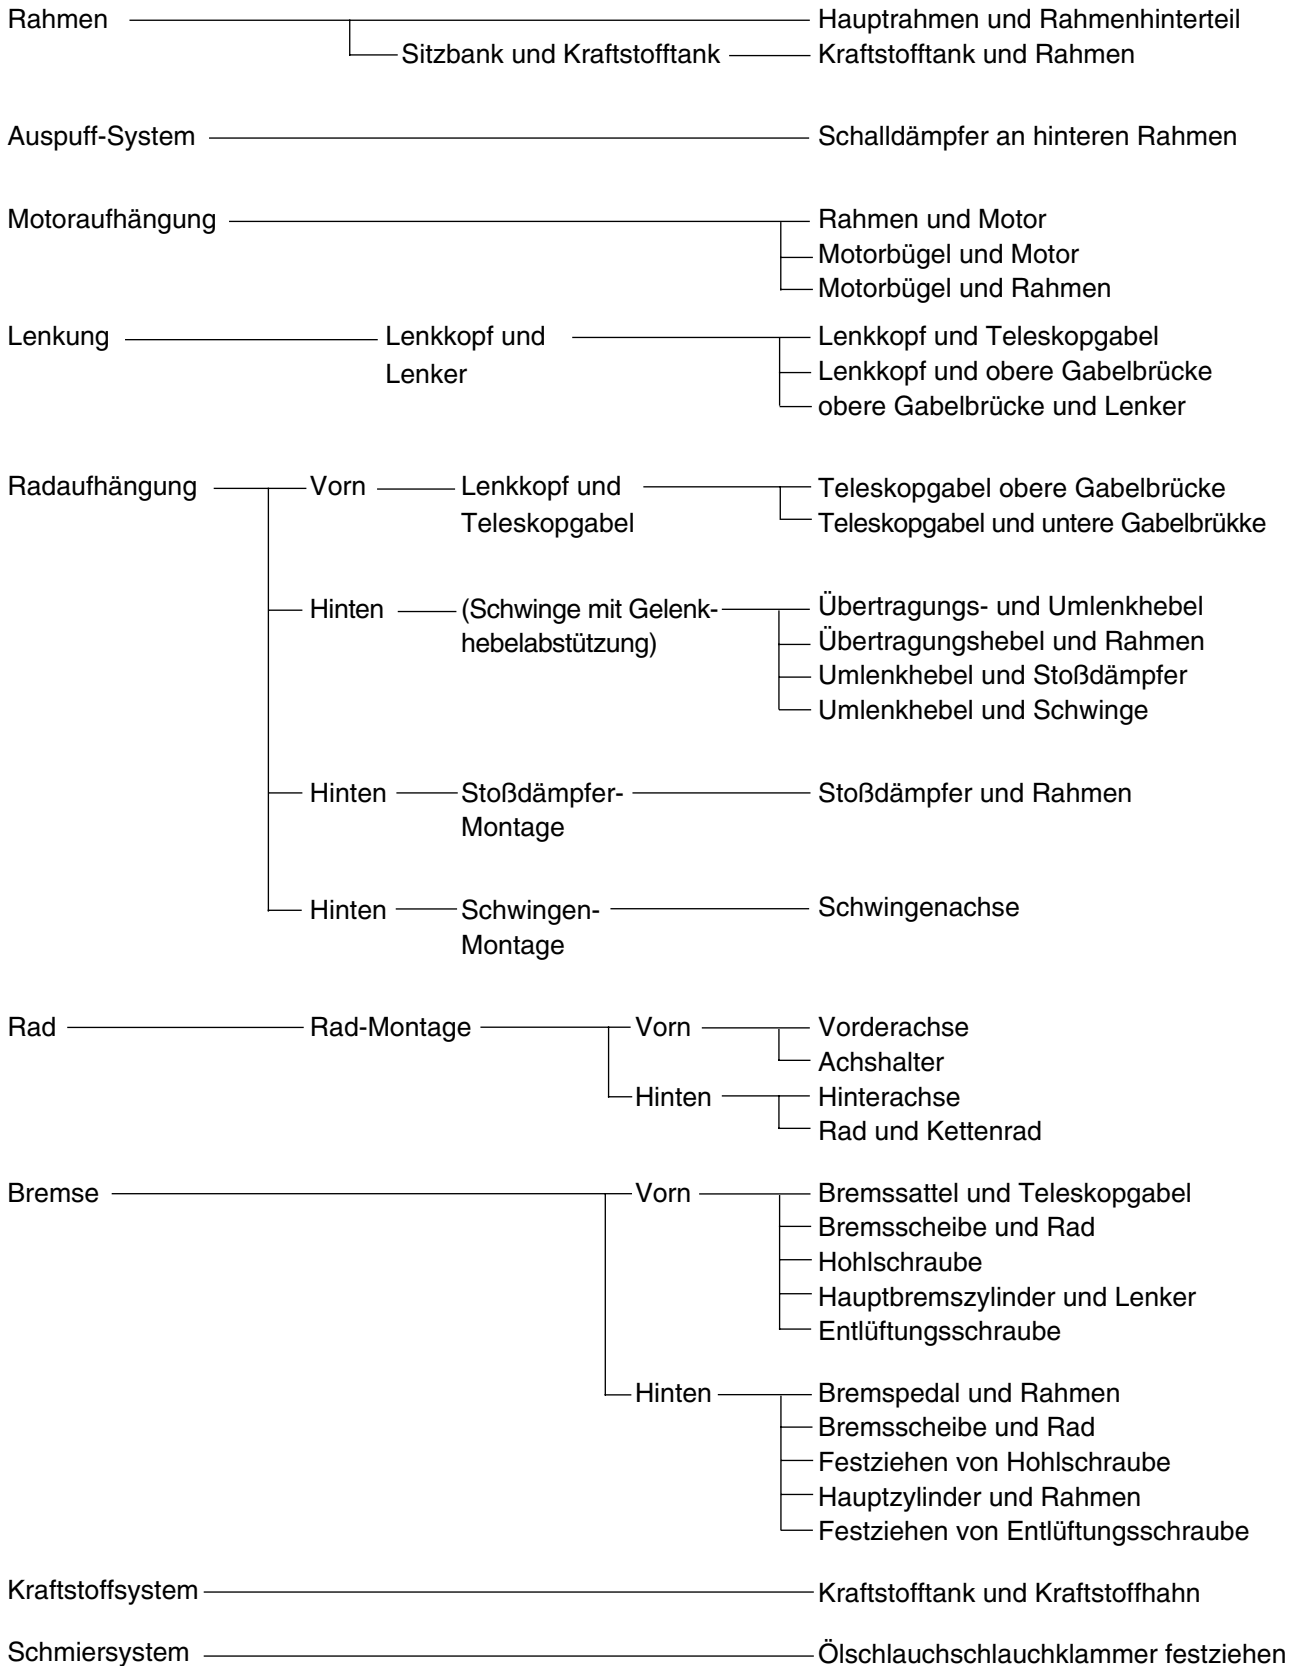 Rahmen Hauptrahmen und Rahmenhinterteil
Sitzbank und Kraftstofftank Kraftstofftank und Rahmen
Auspuff-System Schalldämpfer an hinteren Rahmen
Motoraufhängung Rahmen und Motor
Motorbügel und Motor
Motorbügel und Rahmen
Lenkung Lenkkopf und Lenkkopf und Teleskopgabel
Lenker Lenkkopf und obere Gabelbrücke
obere Gabelbrücke und Lenker
Radaufhängung Vorn Lenkkopf und Teleskopgabel obere Gabelbrücke
Teleskopgabel Teleskopgabel und untere Gabelbrükke
Hinten (Schwinge mit Gelenk- Übertragungs- und Umlenkhebel
hebelabstützung) Übertragungshebel und Rahmen
Umlenkhebel und Stoßdämpfer
Umlenkhebel und Schwinge
Hinten Stoßdämpfer- Stoßdämpfer und Rahmen
Montage
Hinten Schwingen- Schwingenachse
Montage
Rad Rad-Montage Vorn Vorderachse
Achshalter
Hinten Hinterachse
Rad und Kettenrad
Bremse Vorn Bremssattel und Teleskopgabel
Bremsscheibe und Rad
Hohlschraube
Hauptbremszylinder und Lenker
Entlüftungsschraube
Hinten Bremspedal und Rahmen
Bremsscheibe und Rad
Festziehen von Hohlschraube
Hauptzylinder und Rahmen
Festziehen von Entlüftungsschraube
Kraftstoffsystem Kraftstofftank und Kraftstoffhahn
Schmiersystem Ölschlauchschlauchklammer festziehen